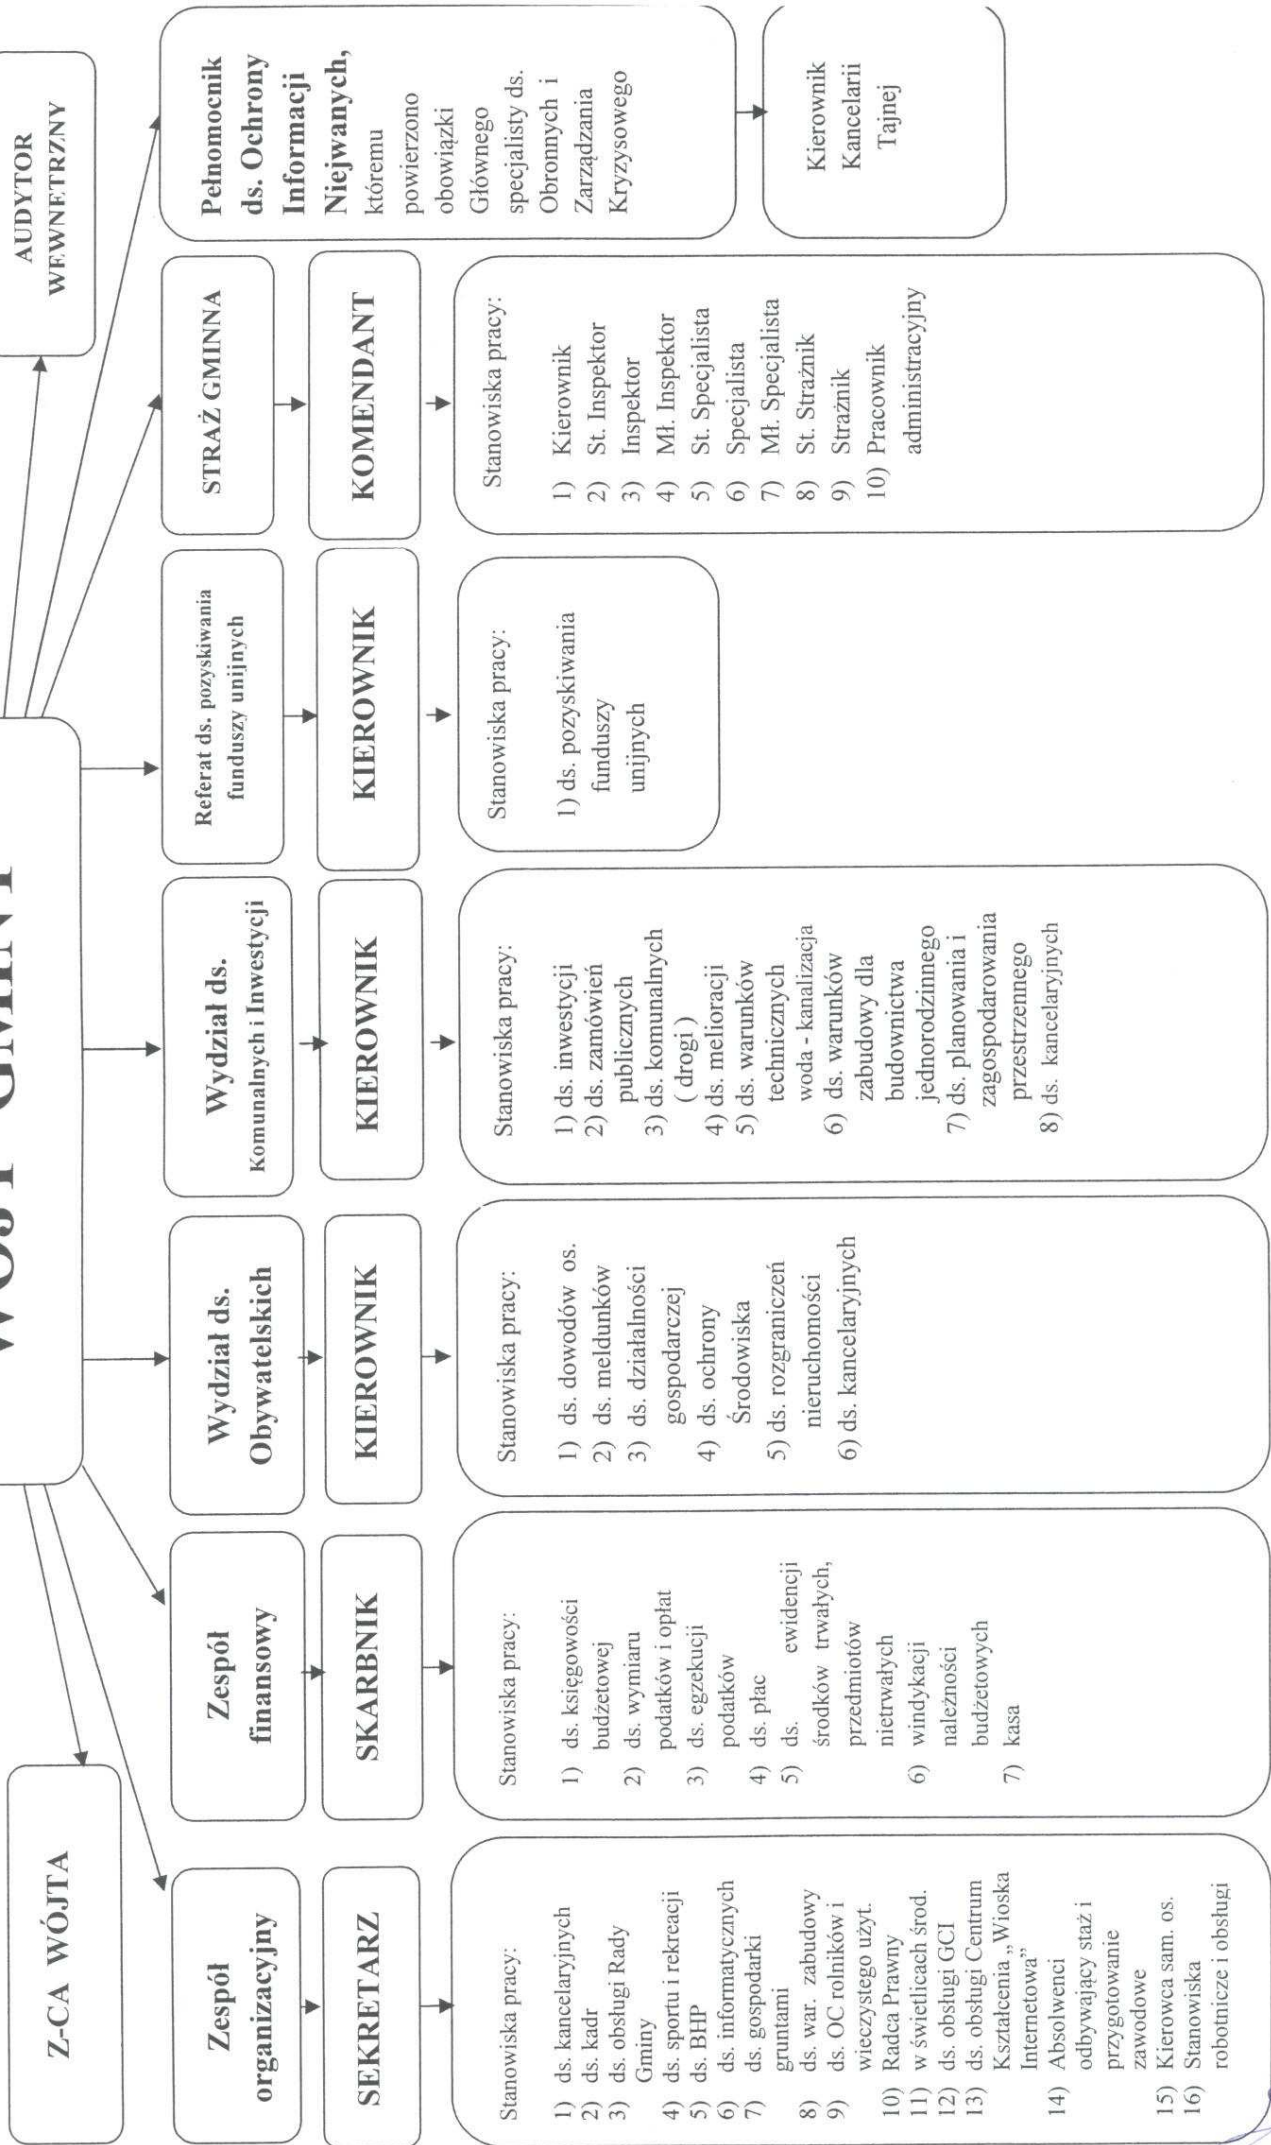 WÓJT GMINY
Z-CA WÓJTA
AUDYTOR
WEWNETRZNY
Zespół
organizacyjny
SEKRETARZ
Stanowiska pracy:
1) ds. kancelaryjnych
2) ds. kadr
3) ds. obsługi Rady
Gminy
4) ds. sportu i rekreacji
5) ds. BHP
6) ds. informatycznych
7) ds. gospodarki
gruntami
8) ds. war. zabudowy
9) ds. OC rolników i
wieczystego użyt.
10) Radca Prawny
11) w świetlicach środ.
12) ds. obsługi GCI
13) ds. obsługi Centrum
Kształcenia „Wioska
Internetowa”
14) Absolwenci
odbywający staż i
przygotowanie
zawodowe
15) Kierowca sam. os.
16) Stanowiska
robotnicze i obsługi
Zespół
finansowy
SKARBNIK
Stanowiska pracy:
1) ds. księgowości
budżetowej
2) ds. wymiaru
podatków i opłat
3) ds. egzekucji
podatków
4) ds. płac
5) ds. ewidencji
środków trwałych,
przedmiotów
nietrwałych
6) windykacji
należności
budżetowych
7) kasa
Wydział ds.
Obywatelskich
KIEROWNIK
Stanowiska pracy:
1) ds. dowodów os.
2) ds. meldunków
3) ds. działalności
gospodarczej
4) ds. ochrony
Środowiska
5) ds. rozgraniczeń
nieruchomości
6) ds. kancelaryjnych
Wydział ds.
Komunalnych i Inwestycji
KIEROWNIK
Stanowiska pracy:
1) ds. inwestycji
2) ds. zamówień
publicznych
3) ds. komunalnych
( drogi )
4) ds. melioracji
5) ds. warunków
technicznych
woda - kanalizacja
6) ds. warunków
zabudowy dla
budownictwa
jednorodzinnego
7) ds. planowania i
zagospodarowania
przestrzennego
8) ds. kancelaryjnych
Referat ds. pozyskiwania
funduszy unijnych
KIEROWNIK
Stanowiska pracy:
1) ds. pozyskiwania
funduszy
unijnych
STRAŻ GMINNA
KOMENDANT
Stanowiska pracy:
1) Kierownik
2) St. Inspektor
3) Inspektor
4) Mł. Inspektor
5) St. Specjalista
6) Specjalista
7) Mł. Specjalista
8) St. Strażnik
9) Strażnik
10) Pracownik
administracyjny
Pełnomocnik
ds. Ochrony
Informacji
Niejwanych,
któremu
powierzono
obowiązki
Głównego
specjalisty ds.
Obronnych i
Zarządzania
Kryzysowego
Kierownik
Kancelarii
Tajnej